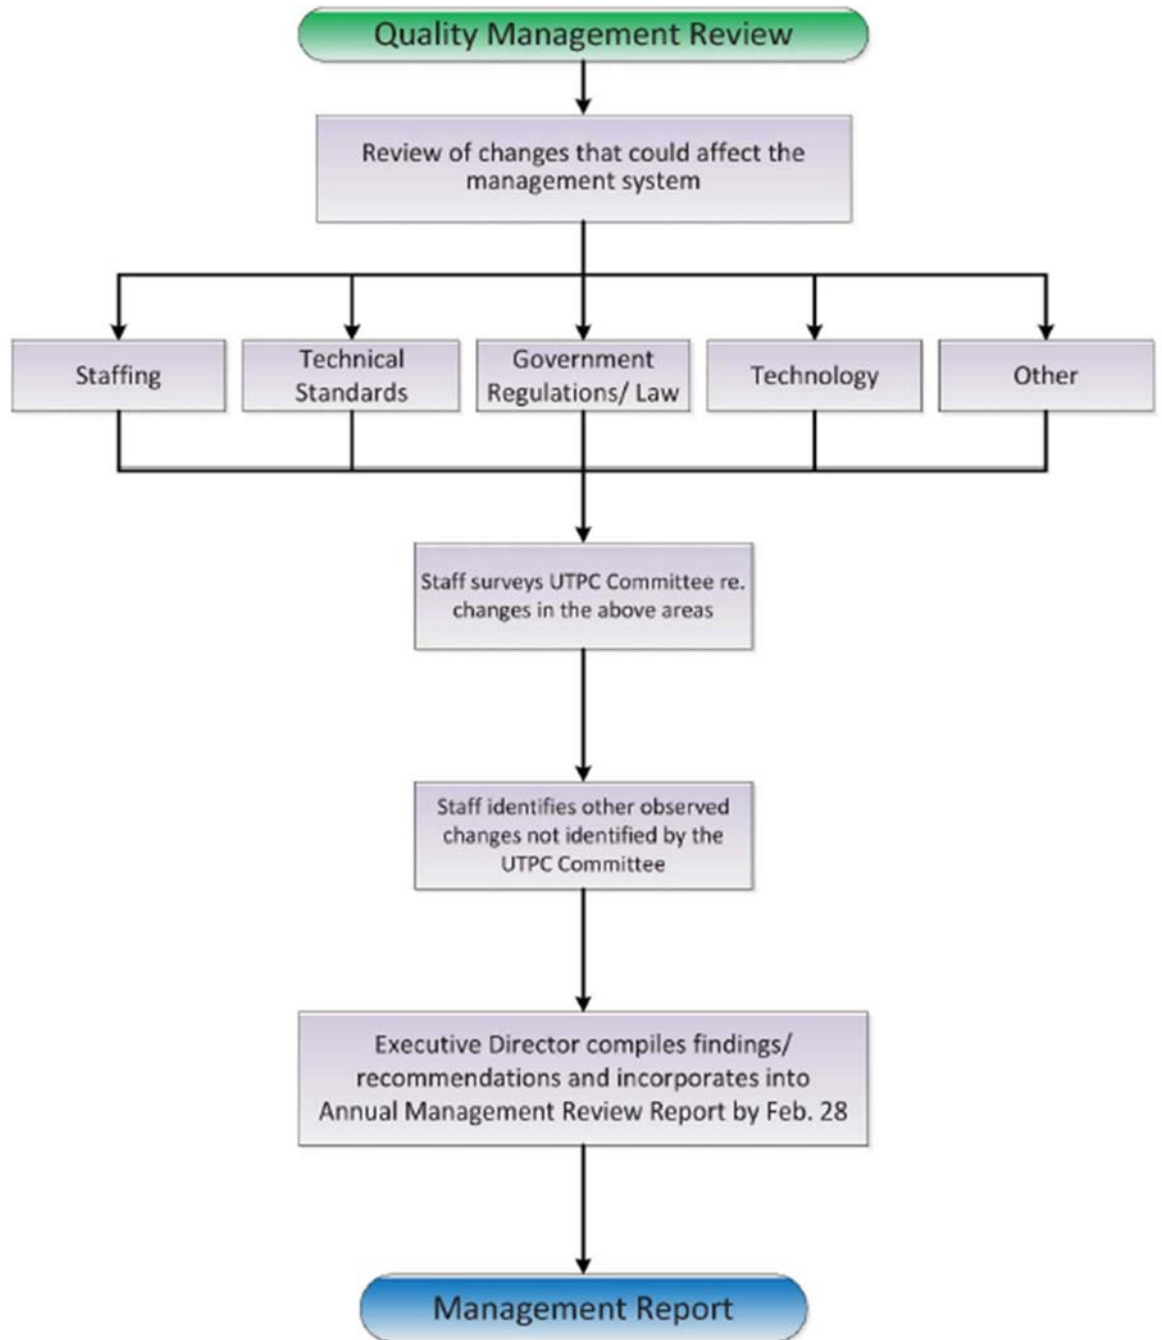 Quality Management Review
Review of changes that could affect the
management system
Staffing
Technical
Standards
Government
Regulations/ Law
Technology
Other
Staff surveys UTPC Committee re.
changes in the above areas
Staff identifies other observed
changes not identified by the
UTPC Committee
Executive Director compiles findings/
recommendations and incorporates into
Annual Management Review Report by Feb. 28
Management Report